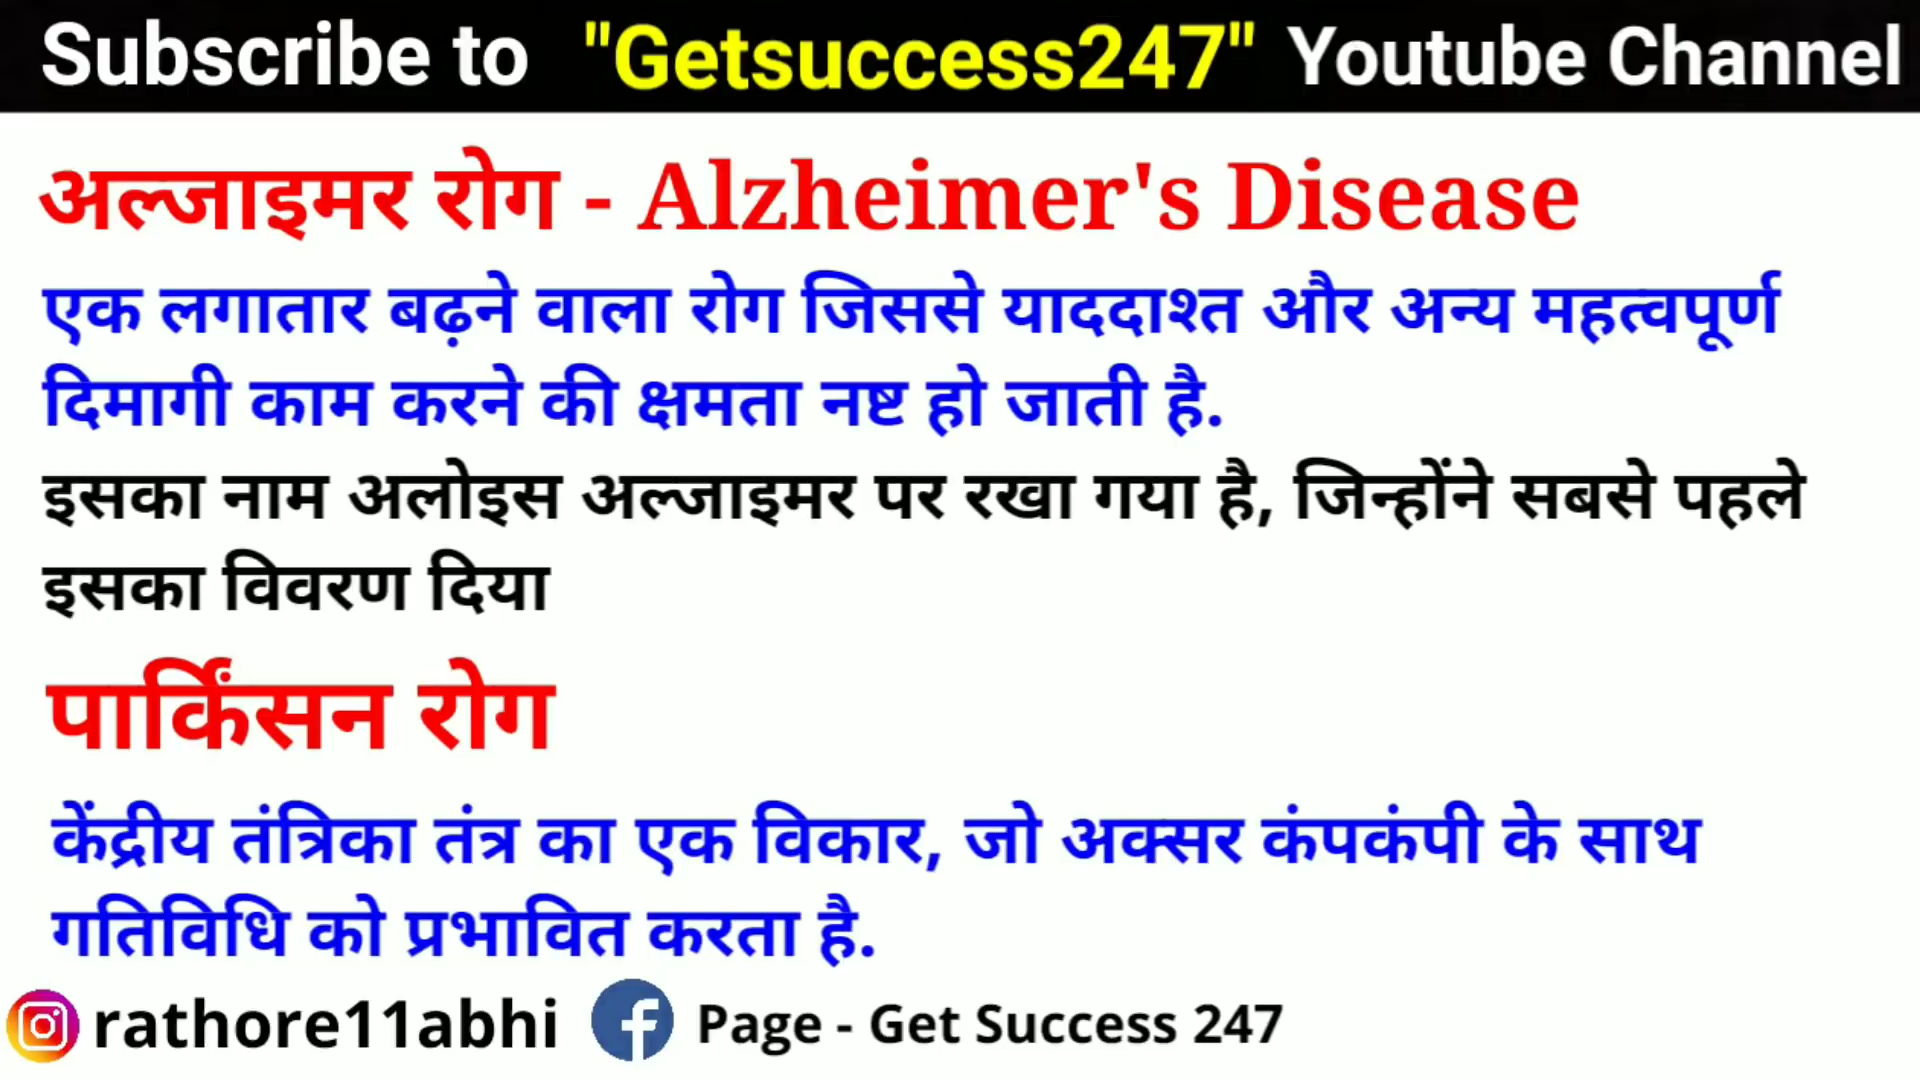 Subscribe to "Getsuccess247" Youtube Channel
अल्जाइमर रोग - Alzheimer's Disease
एक लगातार बढ़ने वाला रोग जिससे याददाश्त और अन्य महत्वपूर्ण
दिमागी काम करने की क्षमता नष्ट हो जाती है.
इसका नाम अलोइस अल्जाइमर पर रखा गया है, जिन्होंने सबसे पहले
इसका विवरण दिया
पार्किंसन रोग
केंद्रीय तंत्रिका तंत्र का एक विकार, जो अक्सर कंपकंपी के साथ
गतिविधि को प्रभावित करता है.
rathore11abhi Page - Get Success 247